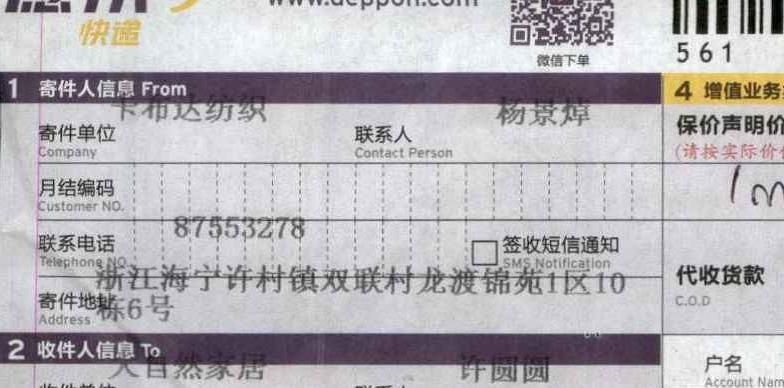 www.deppon.com
快递
微信下单
561
1 寄件人信息 From
4 增值业务
卡布达纺织 杨景焯
寄件单位 联系人
Company Contact Person
保价声明价
(请按实际价
月结编码
Customer NO.
87553278
联系电话 签收短信通知
Telephone NO. SMS Notification
浙江海宁许村镇双联村龙渡锦苑1区10
栋6号
寄件地址
Address
代收货款
C.O.D
2 收件人信息 To
大自然家居 许圆圆
户名
Account Nam